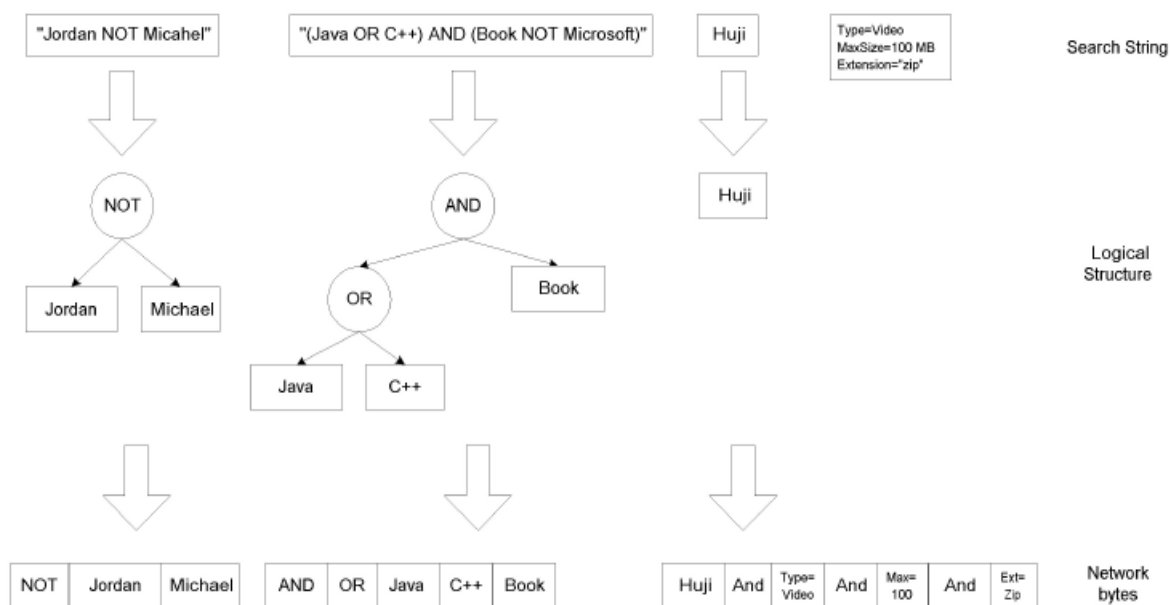 "Jordan NOT Micahel"
"(Java OR C++) AND (Book NOT Microsoft)"
Huji
Type=Video
MaxSize=100 MB
Extension="zip"
Search String
NOT
Jordan
Michael
AND
OR
Book
Java
C++
Huji
Logical
Structure
NOT Jordan Michael
AND OR Java C++ Book
Huji And Type=
Video And Max=
100 And Ext=
Zip
Network
bytes